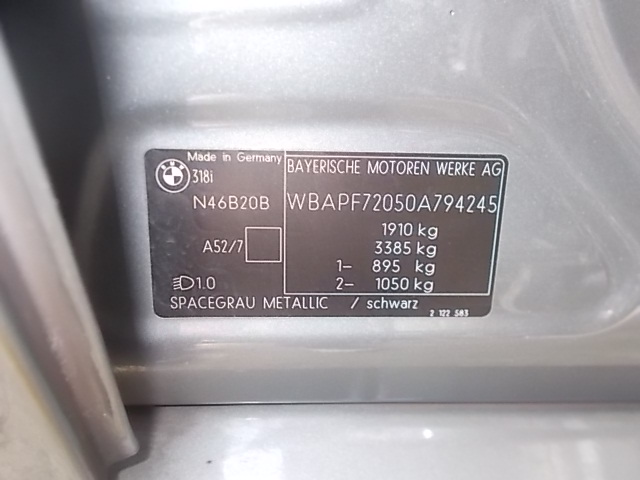 BMW
Made in Germany
318i
N46B20B
A52/7
1.0
BAYERISCHE MOTOREN WERKE AG
WBAPF72050A794245
1910 kg
3385 kg
1- 895 kg
2- 1050 kg
SPACEGRAU METALLIC / schwarz
2 122 583